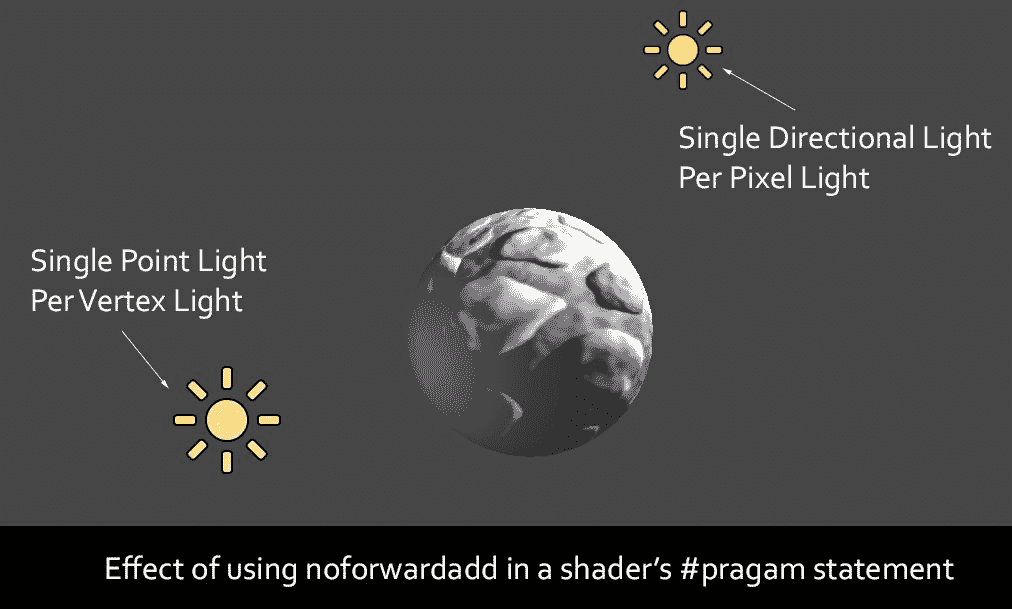 Single Directional Light
Per Pixel Light
Single Point Light
Per Vertex Light
Effect of using noforwardadd in a shader's #pragam statement